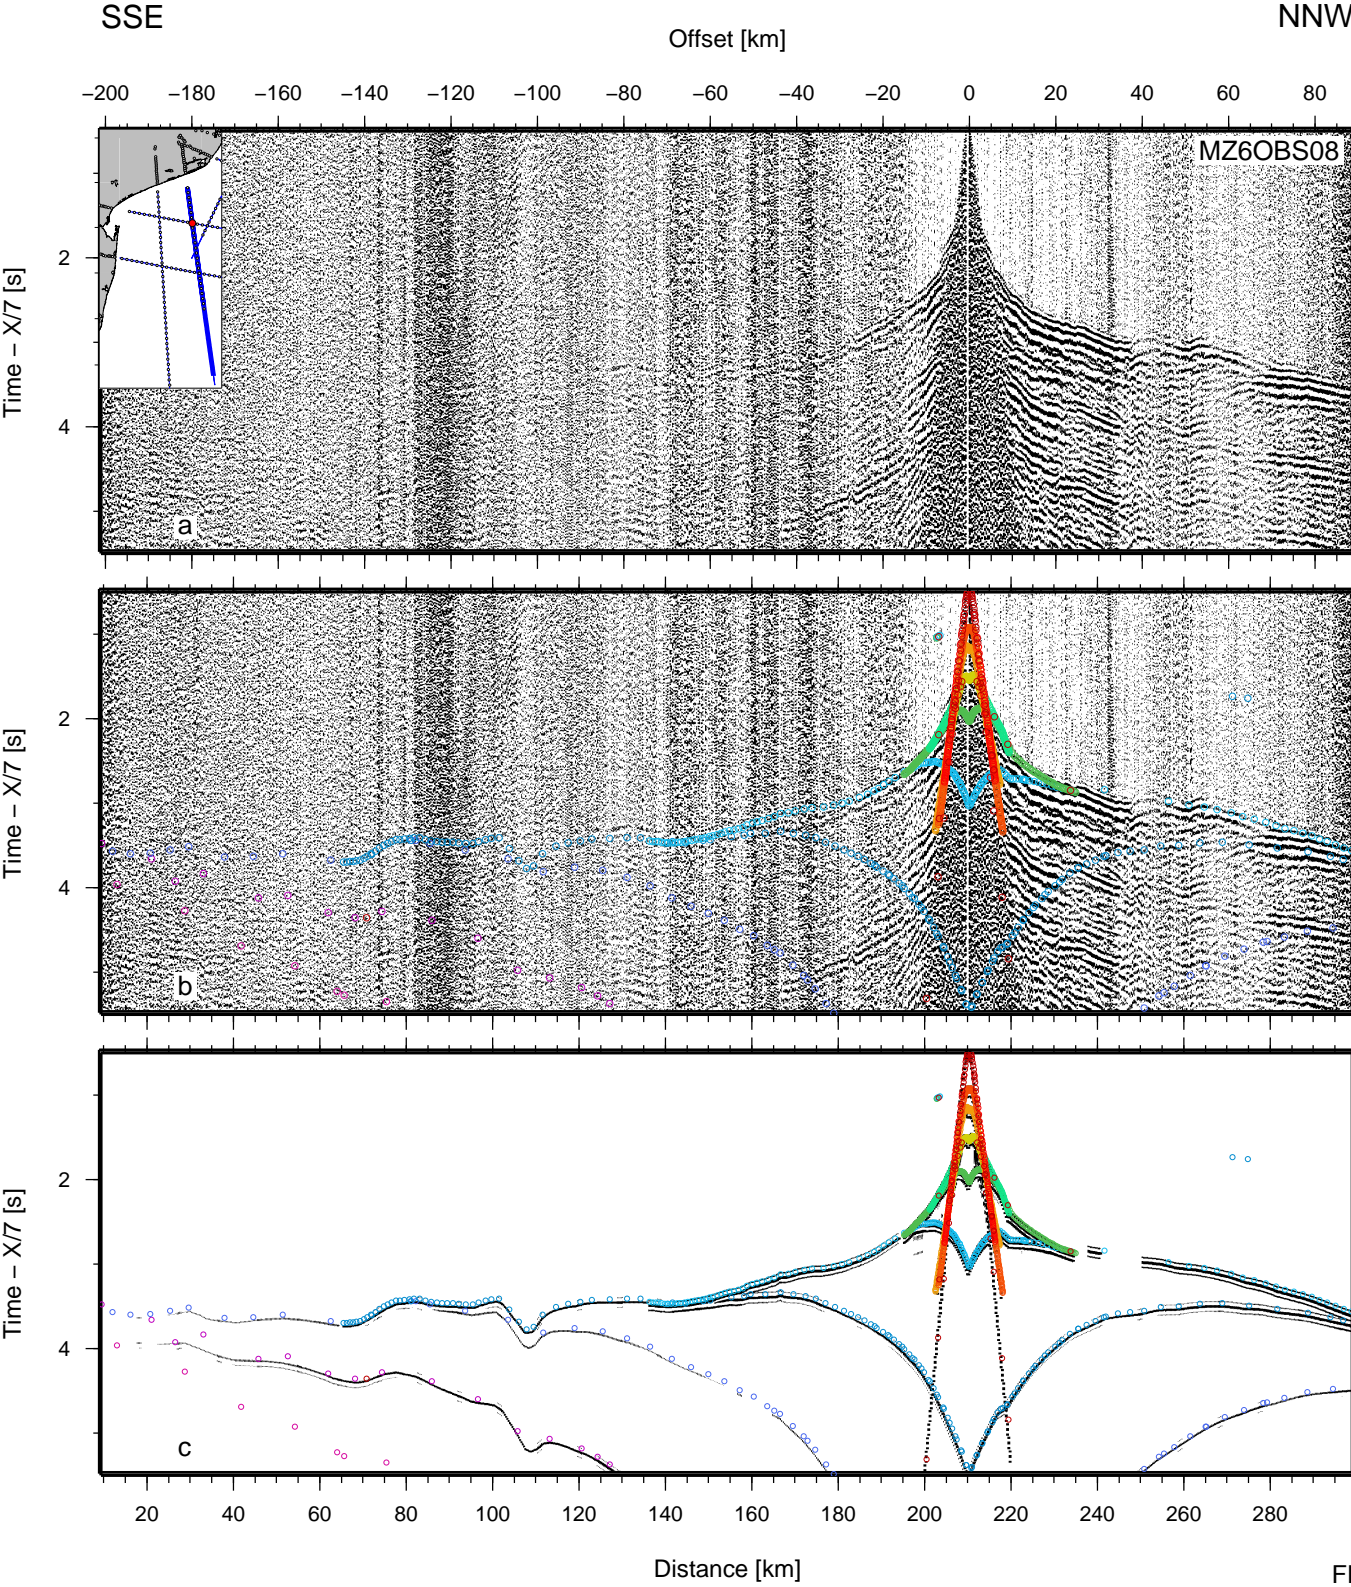 SSE
NNW
Offset [km]
−200 −180 −160 −140 −120 −100 −80 −60 −40 −20 0 20 40 60 80
MZ6OBS08
2
4
Time – X/7 [s]
a
2
4
Time – X/7 [s]
b
2
4
Time – X/7 [s]
c
20 40 60 80 100 120 140 160 180 200 220 240 260 280
Distance [km]